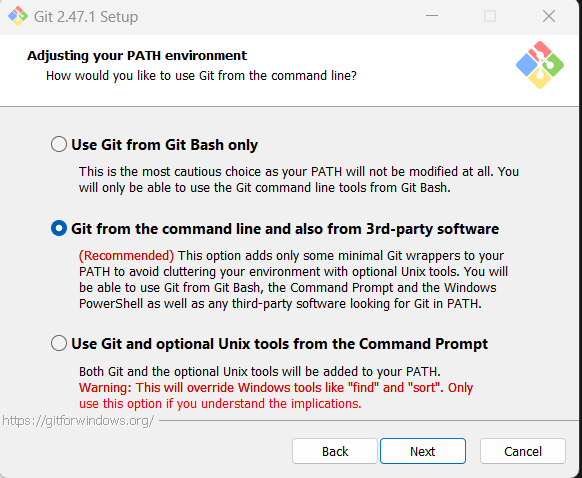 Git 2.47.1 Setup
Adjusting your PATH environment
How would you like to use Git from the command line?
Use Git from Git Bash only
This is the most cautious choice as your PATH will not be modified at all. You
will only be able to use the Git command line tools from Git Bash.
Git from the command line and also from 3rd-party software
(Recommended) This option adds only some minimal Git wrappers to your
PATH to avoid cluttering your environment with optional Unix tools. You will
be able to use Git from Git Bash, the Command Prompt and the Windows
PowerShell as well as any third-party software looking for Git in PATH.
Use Git and optional Unix tools from the Command Prompt
Both Git and the optional Unix tools will be added to your PATH.
Warning: This will override Windows tools like "find" and "sort". Only
use this option if you understand the implications.
https://gitforwindows.org/
Back Next Cancel